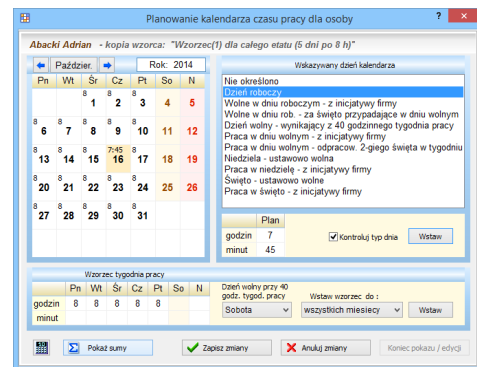 Planowanie kalendarza czasu pracy dla osoby ? ×
Abacki Adrian - kopia wzorca: "Wzorzec(1) dla całego etatu (5 dni po 8 h)"
Paździer. Rok: 2014
Pn Wt Śr Cz Pt So N
8 8 8
1 2 3 4 5
8 8 8 8 8
6 7 8 9 10 11 12
8 8 8 7:45 8
13 14 15 16 17 18 19
8 8 8 8 8
20 21 22 23 24 25 26
8 8 8 8 8
27 28 29 30 31
Wskazywany dzień kalendarza
Nie określono
Dzień roboczy
Wolne w dniu roboczym - z inicjatywy firmy
Wolne w dniu rob. - za święto przypadające w dniu wolnym
Dzień wolny - wynikający z 40 godzinnego tygodnia pracy
Praca w dniu wolnym - z inicjatywy firmy
Praca w dniu wolnym - odpracow. 2-giego święta w tygodniu
Niedziela - ustawowo wolna
Praca w niedzielę - z inicjatywy firmy
Święto - ustawowo wolne
Praca w święto - z inicjatywy firmy
Plan
godzin 7
minut 45
Kontroluj typ dnia
Wstaw
Wzorzec tygodnia pracy
Pn Wt Śr Cz Pt So N
godzin 8 8 8 8 8
minut
Dzień wolny przy 40
godz. tygod. pracy
Sobota
Wstaw wzorzec do :
wszystkich miesiecy
Wstaw
Pokaż sumy
Zapisz zmiany
Anuluj zmiany
Koniec pokazu / edycji